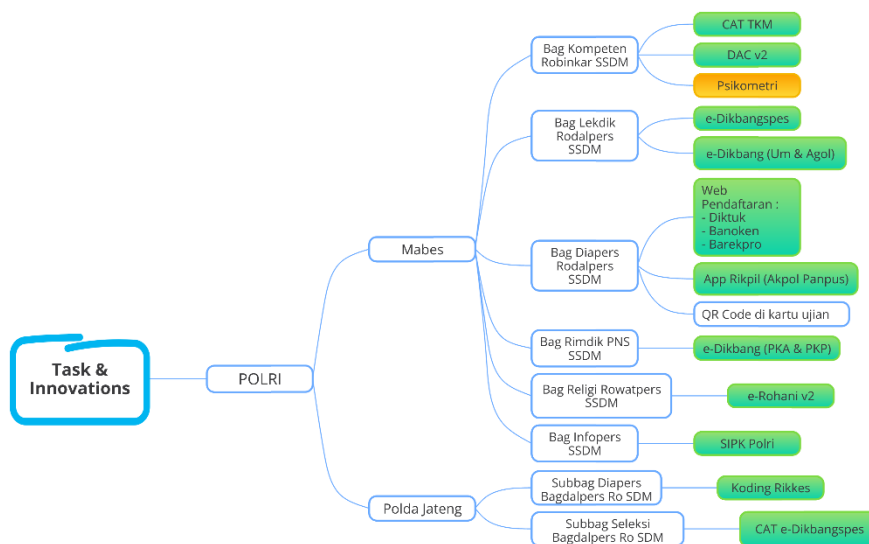 Task &
Innovations
POLRI
Mabes
Bag Kompeten
Robinkar SSDM
CAT TKM
DAC v2
Psikometri
Bag Lekdik
Rodalpers
SSDM
e-Dikbangspes
e-Dikbang (Um & Agol)
Bag Diapers
Rodalpers
SSDM
Web
Pendaftaran :
- Diktuk
- Banoken
- Barekpro
App Rikpil (Akpol Panpus)
QR Code di kartu ujian
Bag Rimdik PNS
SSDM
e-Dikbang (PKA & PKP)
Bag Religi Rowatpers
SSDM
e-Rohani v2
Bag Infopers
SSDM
SIPK Polri
Polda Jateng
Subbag Diapers
Bagdalpers Ro SDM
Koding Rikkes
Subbag Seleksi
Bagdalpers Ro SDM
CAT e-Dikbangspes